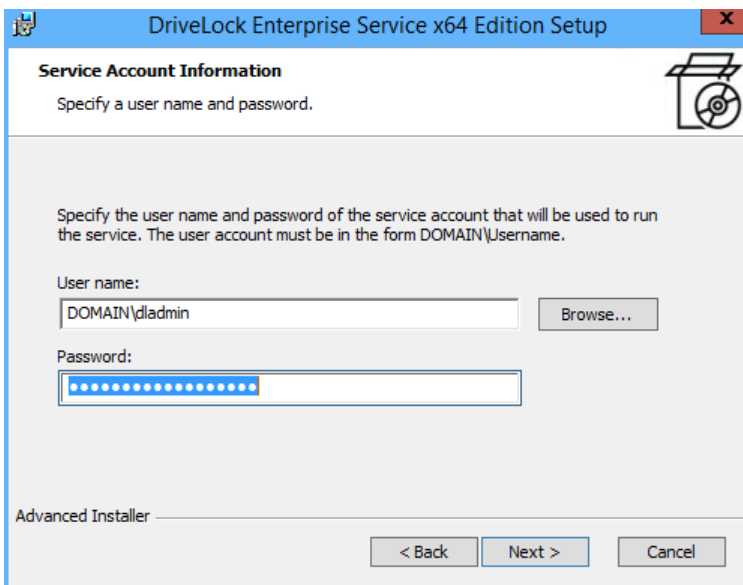 DriveLock Enterprise Service x64 Edition Setup
x
Service Account Information
Specify a user name and password.
Specify the user name and password of the service account that will be used to run
the service. The user account must be in the form DOMAIN\Username.
User name:
DOMAIN\dladmin
Browse...
Password:
••••••••••••••••••
Advanced Installer
< Back
Next >
Cancel